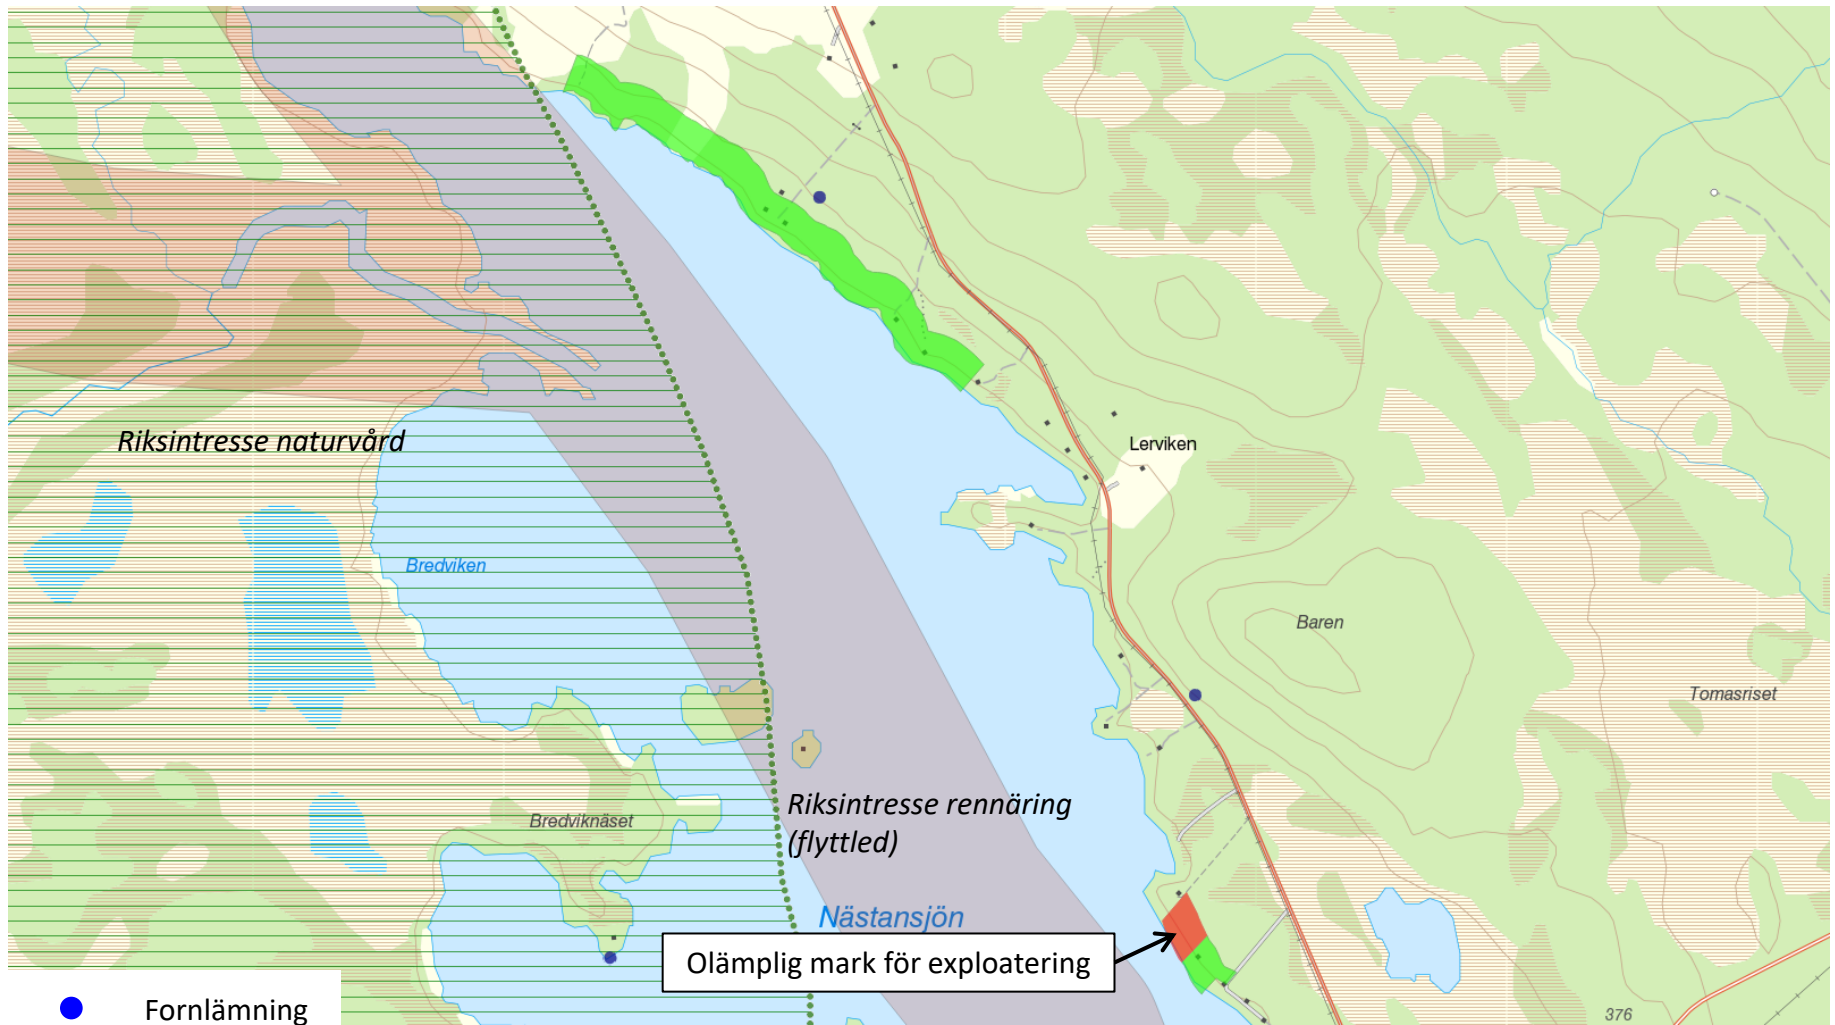 Riksintresse naturvård
Lerviken
Bredviken
Baren
Tomasriset
Riksintresse rennäring
(flyttled)
Bredviknäset
Nästansjön
Olämplig mark för exploatering
Fornlämning
376